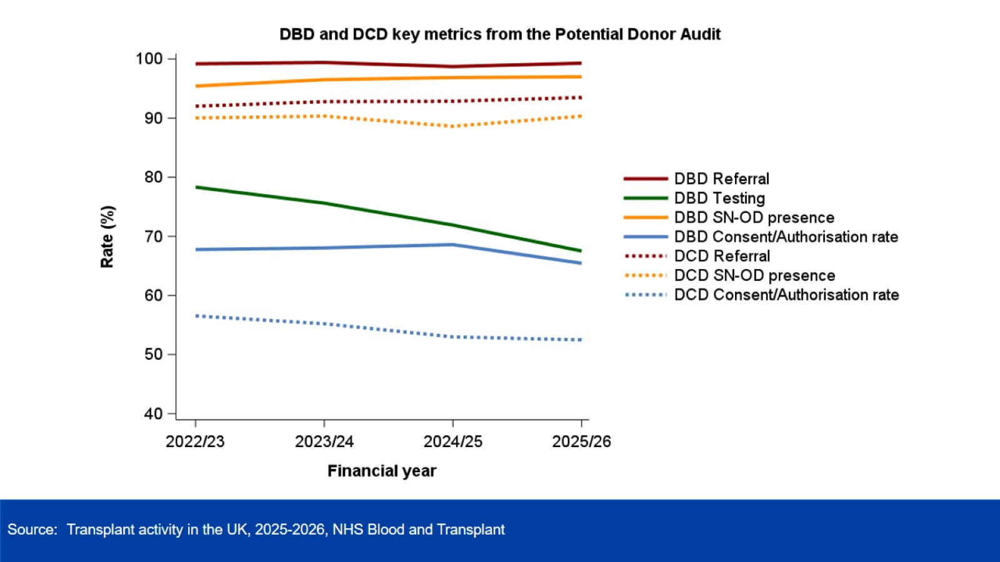 DBD and DCD key metrics from the Potential Donor Audit
100
90
80
70
60
50
40
Rate (%)
2022/23
2023/24
2024/25
2025/26
Financial year
DBD Referral
DBD Testing
DBD SN-OD presence
DBD Consent/Authorisation rate
DCD Referral
DCD SN-OD presence
DCD Consent/Authorisation rate
Source: Transplant activity in the UK, 2025-2026, NHS Blood and Transplant